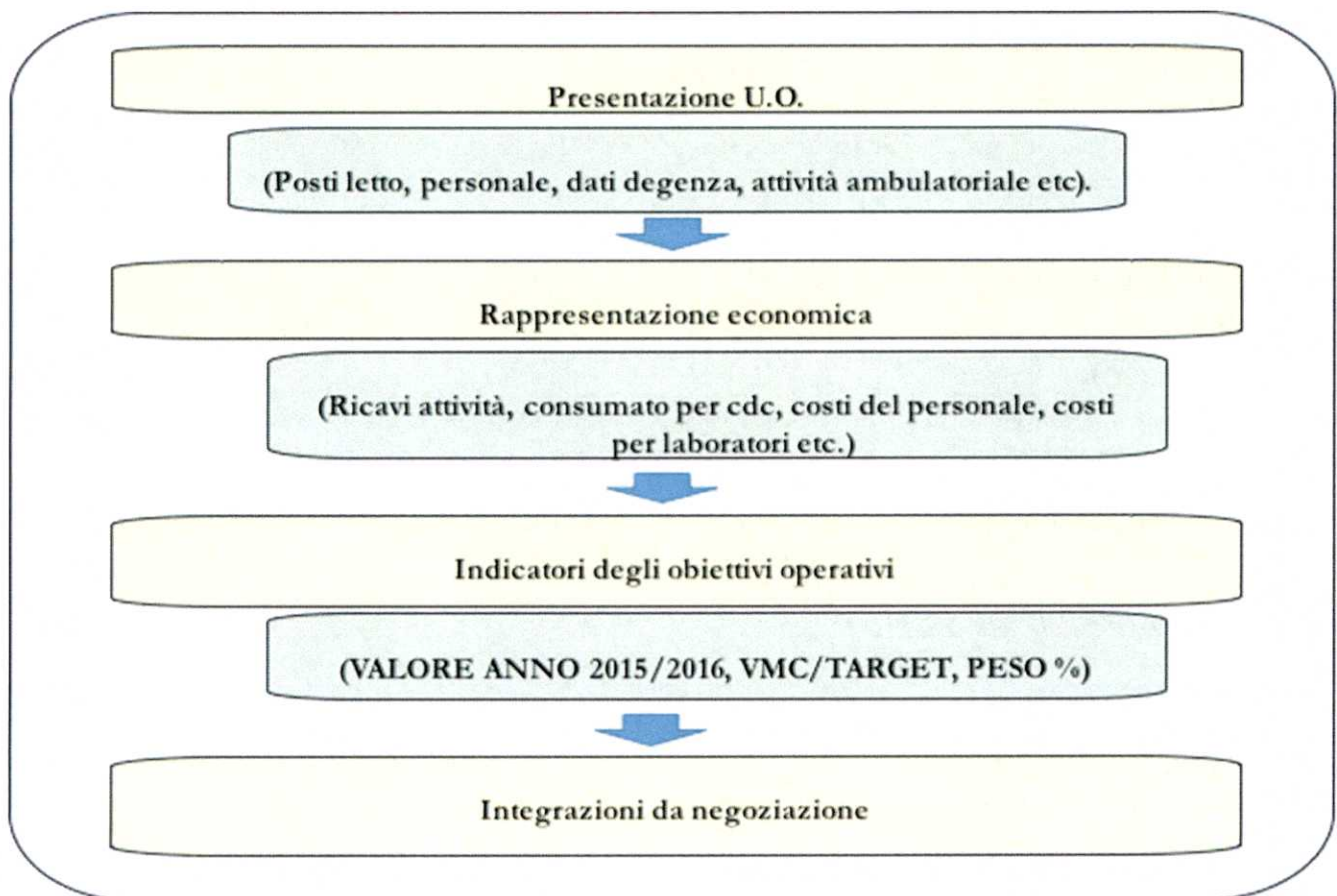 Presentazione U.O.
(Posti letto, personale, dati degenza, attività ambulatoriale etc).
Rappresentazione economica
(Ricavi attività, consumato per cdc, costi del personale, costi
per laboratori etc.)
Indicatori degli obiettivi operativi
(VALORE ANNO 2015/2016, VMC/TARGET, PESO %)
Integrazioni da negoziazione